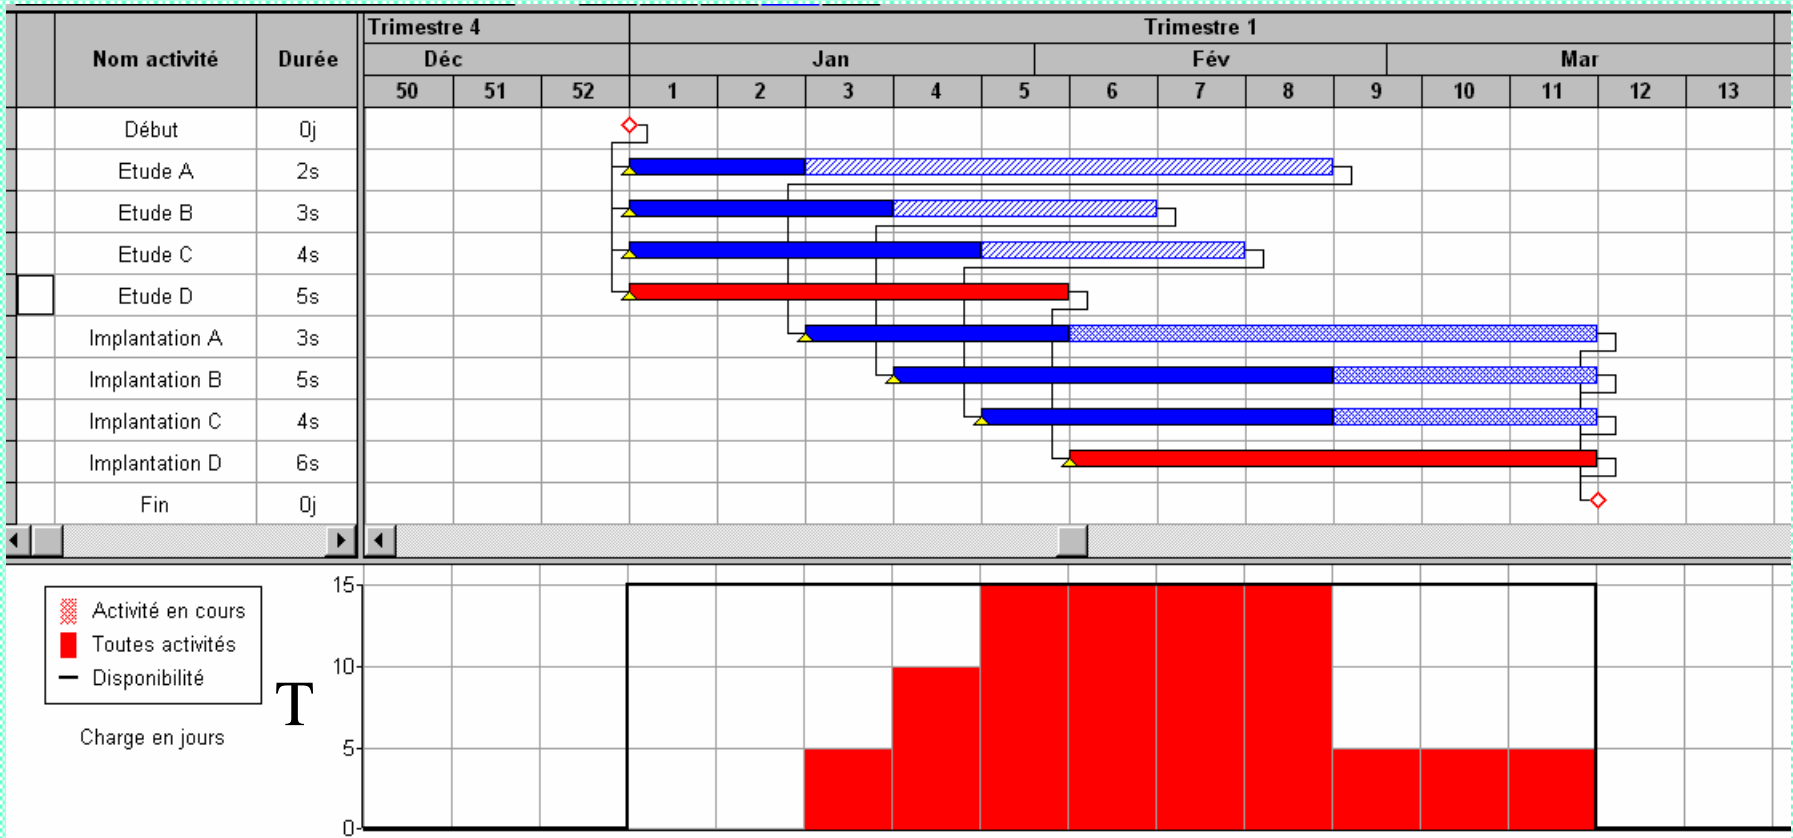 Trimestre 4 Trimestre 1
Nom activité Durée Déc Jan Fév Mar
50 51 52 1 2 3 4 5 6 7 8 9 10 11 12 13
Début 0j
Etude A 2s
Etude B 3s
Etude C 4s
Etude D 5s
Implantation A 3s
Implantation B 5s
Implantation C 4s
Implantation D 6s
Fin 0j
15
Activité en cours
Toutes activités
10
Disponibilité
T
Charge en jours
5
0